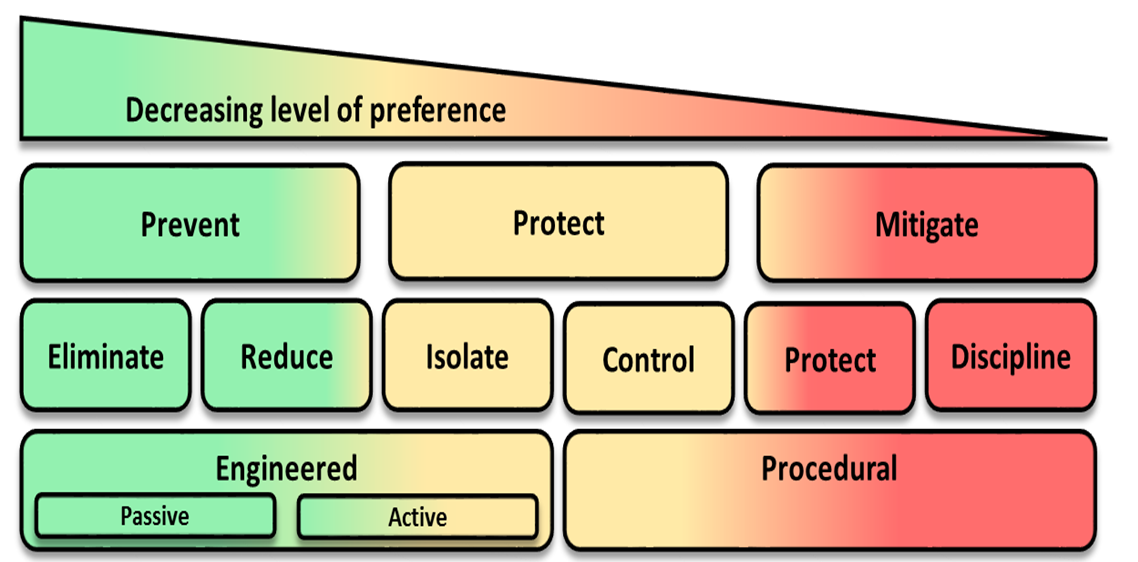 Decreasing level of preference
Prevent
Protect
Mitigate
Eliminate
Reduce
Isolate
Control
Protect
Discipline
Engineered
Procedural
Passive
Active